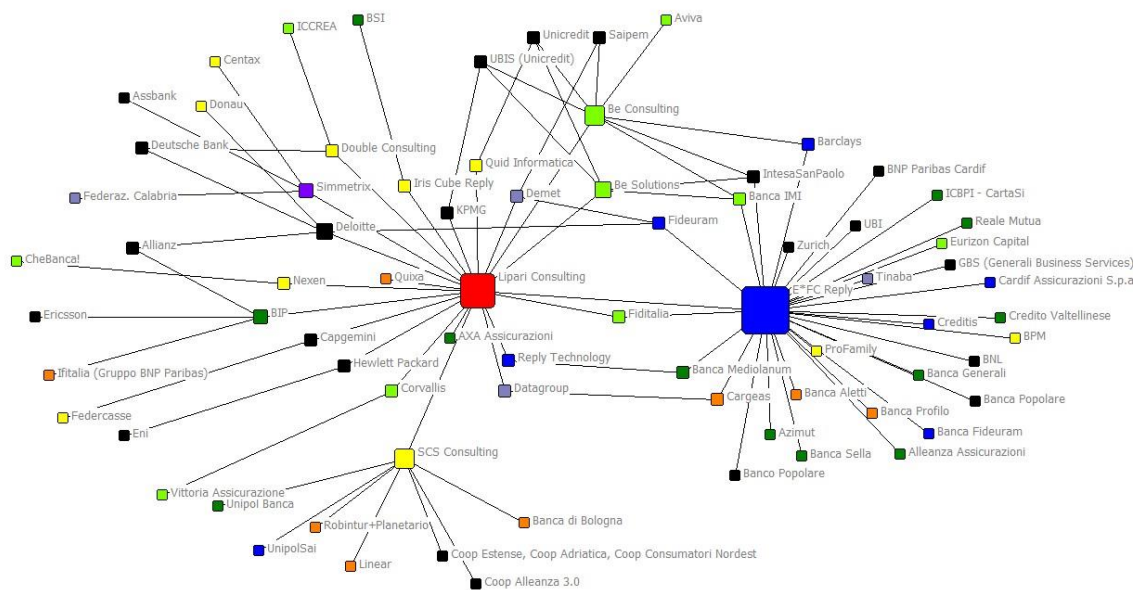 Aviva
BSI
ICCREA
Unicredit
Saipem
UBIS (Unicredit)
Centax
Assbank
Donau
Be Consulting
Deutsche Bank
Double Consulting
Barclays
Quid Informatica
BNP Paribas Cardif
IntesaSanPaolo
Iris Cube Reply
Simmetrix
Be Solutions
Federaz. Calabria
Demet
Banca IMI
ICBPI - CartaSi
KPMG
Fideuram
Reale Mutua
UBI
Deloitte
Eurizon Capital
Allianz
Zurich
CheBanca!
GBS (Generali Business Services)
Quixa
Lipari Consulting
Tinaba
Nexen
Cardif Assicurazioni S.p.a
E*FC Reply
Ericsson
BIP
Fiditalia
Credito Valtellinese
Creditis
AXA Assicurazioni
Capgemini
BPM
ProFamily
Reply Technology
BNL
Hewlett Packard
Banca Mediolanum
Ifitalia (Gruppo BNP Paribas)
Banca Generali
Corvallis
Datagroup
Banca Aletti
Cargeas
Banca Popolare
Banca Profilo
Federcasse
Eni
Azimut
Banca Fideuram
Alleanza Assicurazioni
SCS Consulting
Banca Sella
Banco Popolare
Vittoria Assicurazione
Unipol Banca
Banca di Bologna
Robintur+Planetario
UnipolSai
Coop Estense, Coop Adriatica, Coop Consumatori Nordest
Linear
Coop Alleanza 3.0